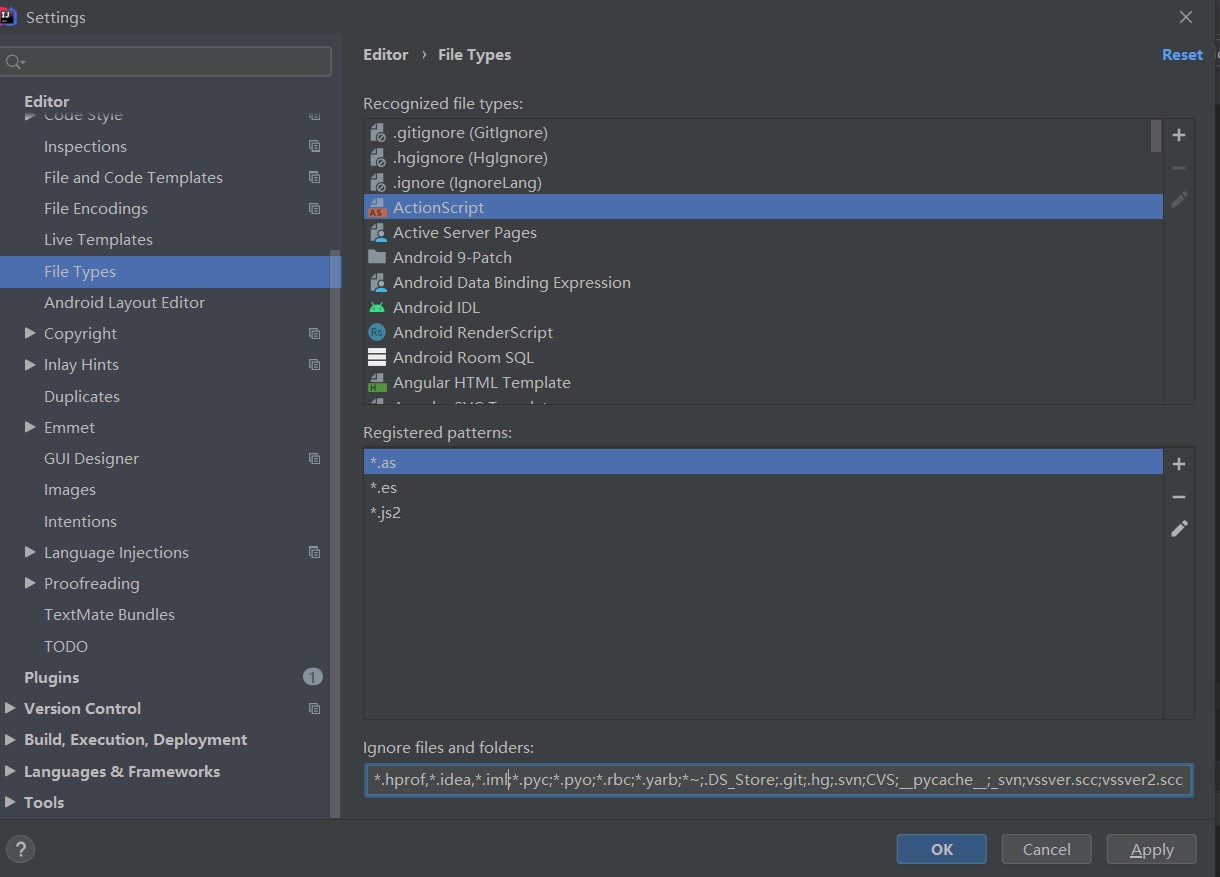 Settings
Editor › File Types
Reset
Editor
Code Style
Inspections
File and Code Templates
File Encodings
Live Templates
File Types
Android Layout Editor
Copyright
Inlay Hints
Duplicates
Emmet
GUI Designer
Images
Intentions
Language Injections
Proofreading
TextMate Bundles
TODO
Plugins 1
Version Control
Build, Execution, Deployment
Languages & Frameworks
Tools
Recognized file types:
.gitignore (GitIgnore)
.hgignore (HgIgnore)
.ignore (IgnoreLang)
ActionScript
Active Server Pages
Android 9-Patch
Android Data Binding Expression
Android IDL
Android RenderScript
Android Room SQL
Angular HTML Template
Registered patterns:
*.as
*.es
*.js2
Ignore files and folders:
*.hprof,*.idea,*.iml;*.pyc;*.pyo;*.rbc;*.yarb;*~;.DS_Store;.git;.hg;.svn;CVS;__pycache__;_svn;vssver.scc;vssver2.scc
?
OK
Cancel
Apply